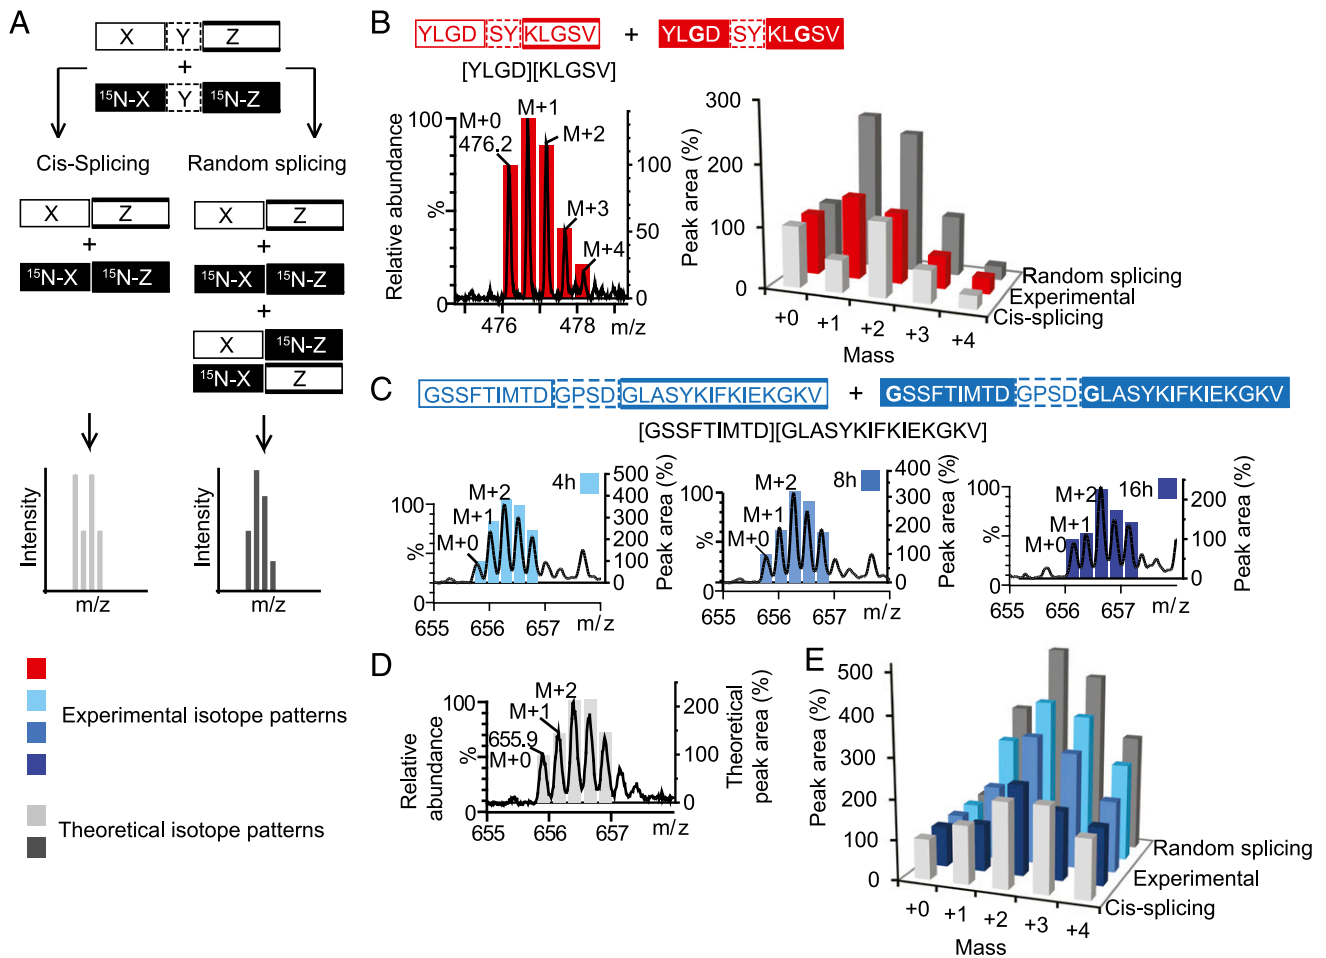 A
X Y Z
+
15N-X Y 15N-Z
Cis-Splicing
Random splicing
X Z
+
15N-X 15N-Z
X Z
+
15N-X 15N-Z
+
X 15N-Z
15N-X Z
Intensity
m/z
Intensity
m/z
Experimental isotope patterns
Theoretical isotope patterns
B
YLGD SY KLGSV + YLGD SY KLGSV
[YLGD][KLGSV]
Relative abundance
%
100
0
M+0
476.2
M+1
M+2
M+3
M+4
100
50
0
476 478 m/z
Peak area (%)
300
200
100
0
+0 +1 +2 +3 +4
Mass
Random splicing
Experimental
Cis-splicing
C
GSSFTIMTD GPSD GLASYKIFKIEKGKV + GSSFTIMTD GPSD GLASYKIFKIEKGKV
[GSSFTIMTD][GLASYKIFKIEKGKV]
100
%
0
M+0
M+1
M+2
4h
500
400
300
200
100
0
Peak area (%)
655 656 657 m/z
100
%
0
M+0
M+1
M+2
8h
400
300
200
100
0
Peak area (%)
655 656 657 m/z
100
%
0
M+0
M+1
M+2
16h
200
100
0
Peak area (%)
655 656 657 m/z
D
Relative
abundance
%
100
0
655.9
M+0
M+1
M+2
200
100
0
Theoretical
peak area (%)
655 656 657 m/z
E
Peak area (%)
500
400
300
200
100
0
+0 +1 +2 +3 +4
Mass
Random splicing
Experimental
Cis-splicing